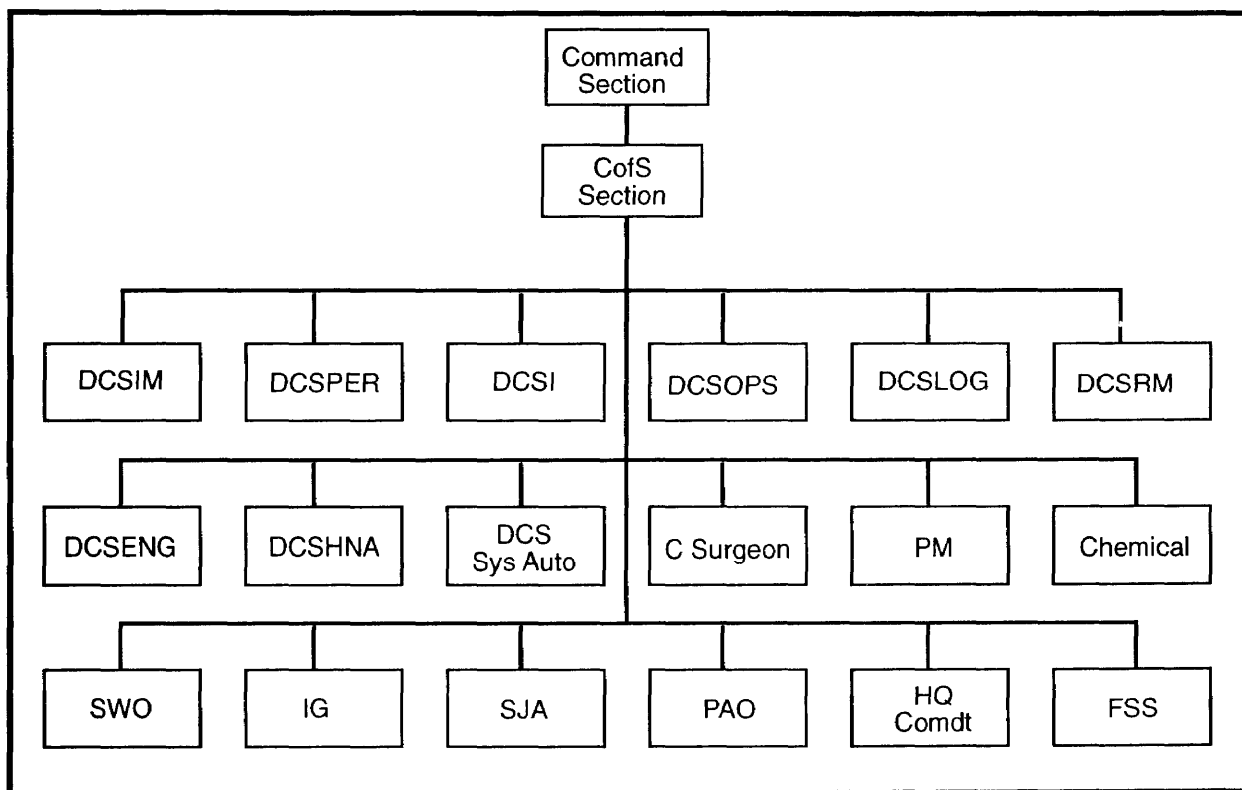 Command
Section
CofS
Section
DCSIM
DCSPER
DCSI
DCSOPS
DCSLOG
DCSRM
DCSENG
DCSHNA
DCS
Sys Auto
C Surgeon
PM
Chemical
SWO
IG
SJA
PAO
HQ
Comdt
FSS